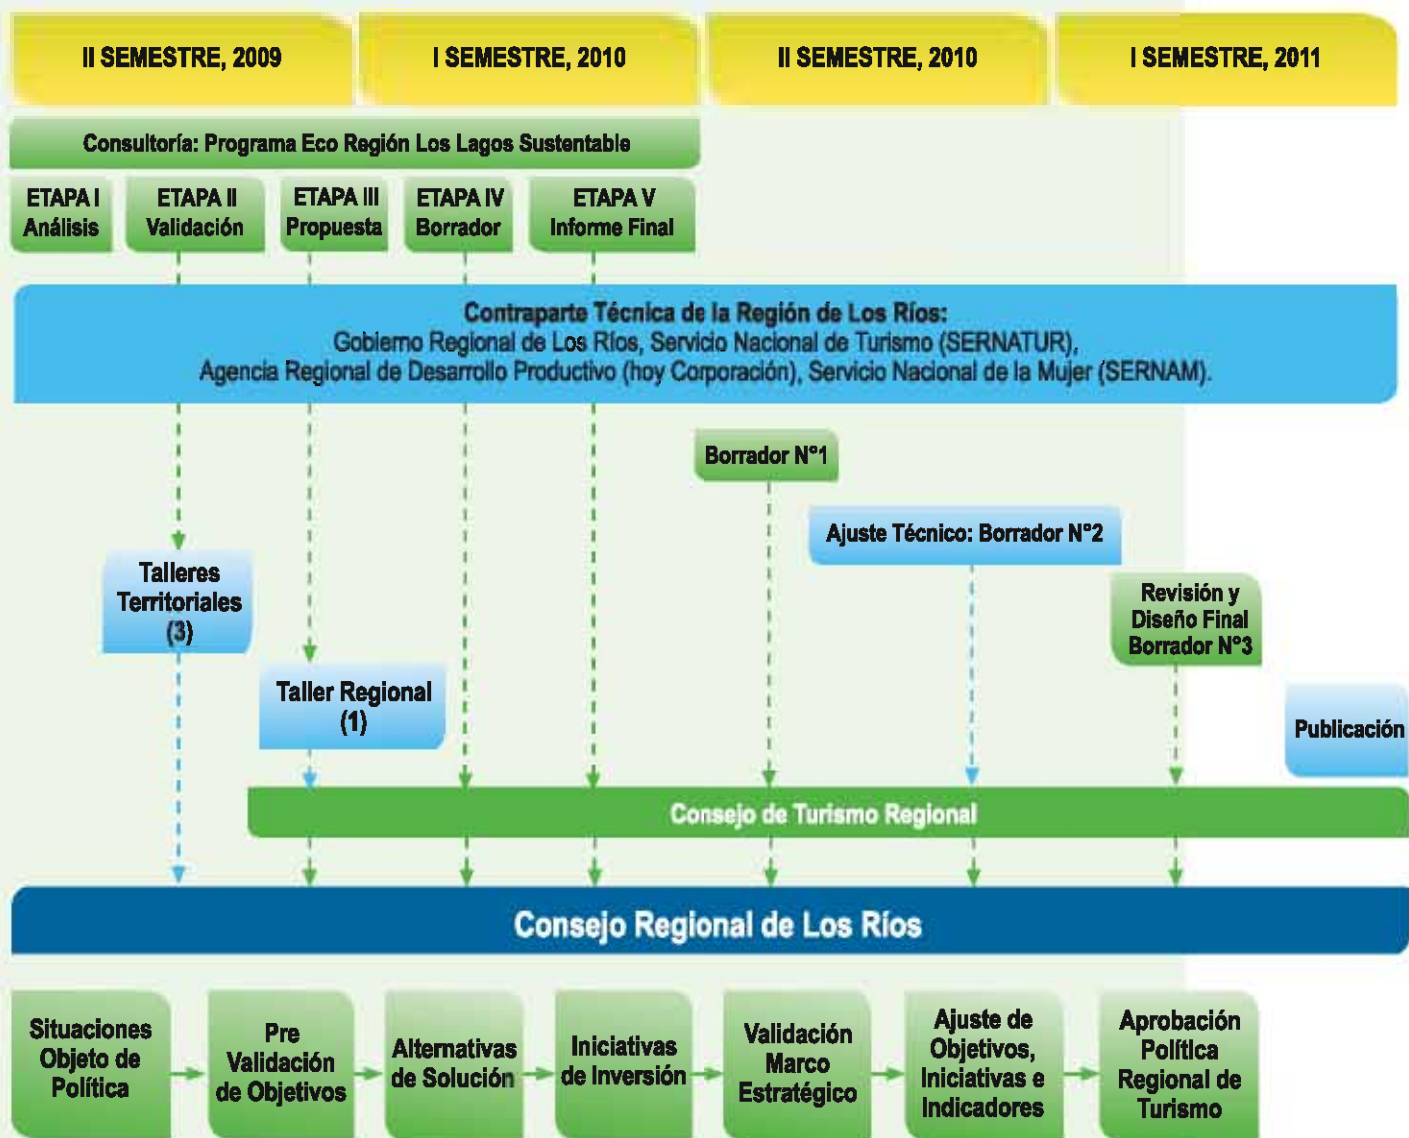 II SEMESTRE, 2009
I SEMESTRE, 2010
II SEMESTRE, 2010
I SEMESTRE, 2011
Consultoría: Programa Eco Región Los Lagos Sustentable
ETAPA I
Análisis
ETAPA II
Validación
ETAPA III
Propuesta
ETAPA IV
Borrador
ETAPA V
Informe Final
Contraparte Técnica de la Región de Los Ríos:
Gobierno Regional de Los Ríos, Servicio Nacional de Turismo (SERNATUR),
Agencia Regional de Desarrollo Productivo (hoy Corporación), Servicio Nacional de la Mujer (SERNAM).
Borrador N°1
Ajuste Técnico: Borrador N°2
Talleres
Territoriales
(3)
Revisión y
Diseño Final
Borrador N°3
Taller Regional
(1)
Publicación
Consejo de Turismo Regional
Consejo Regional de Los Ríos
Situaciones
Objeto de
Política
Pre
Validación
de Objetivos
Alternativas
de Solución
Iniciativas
de Inversión
Validación
Marco
Estratégico
Ajuste de
Objetivos,
Iniciativas e
Indicadores
Aprobación
Política
Regional de
Turismo